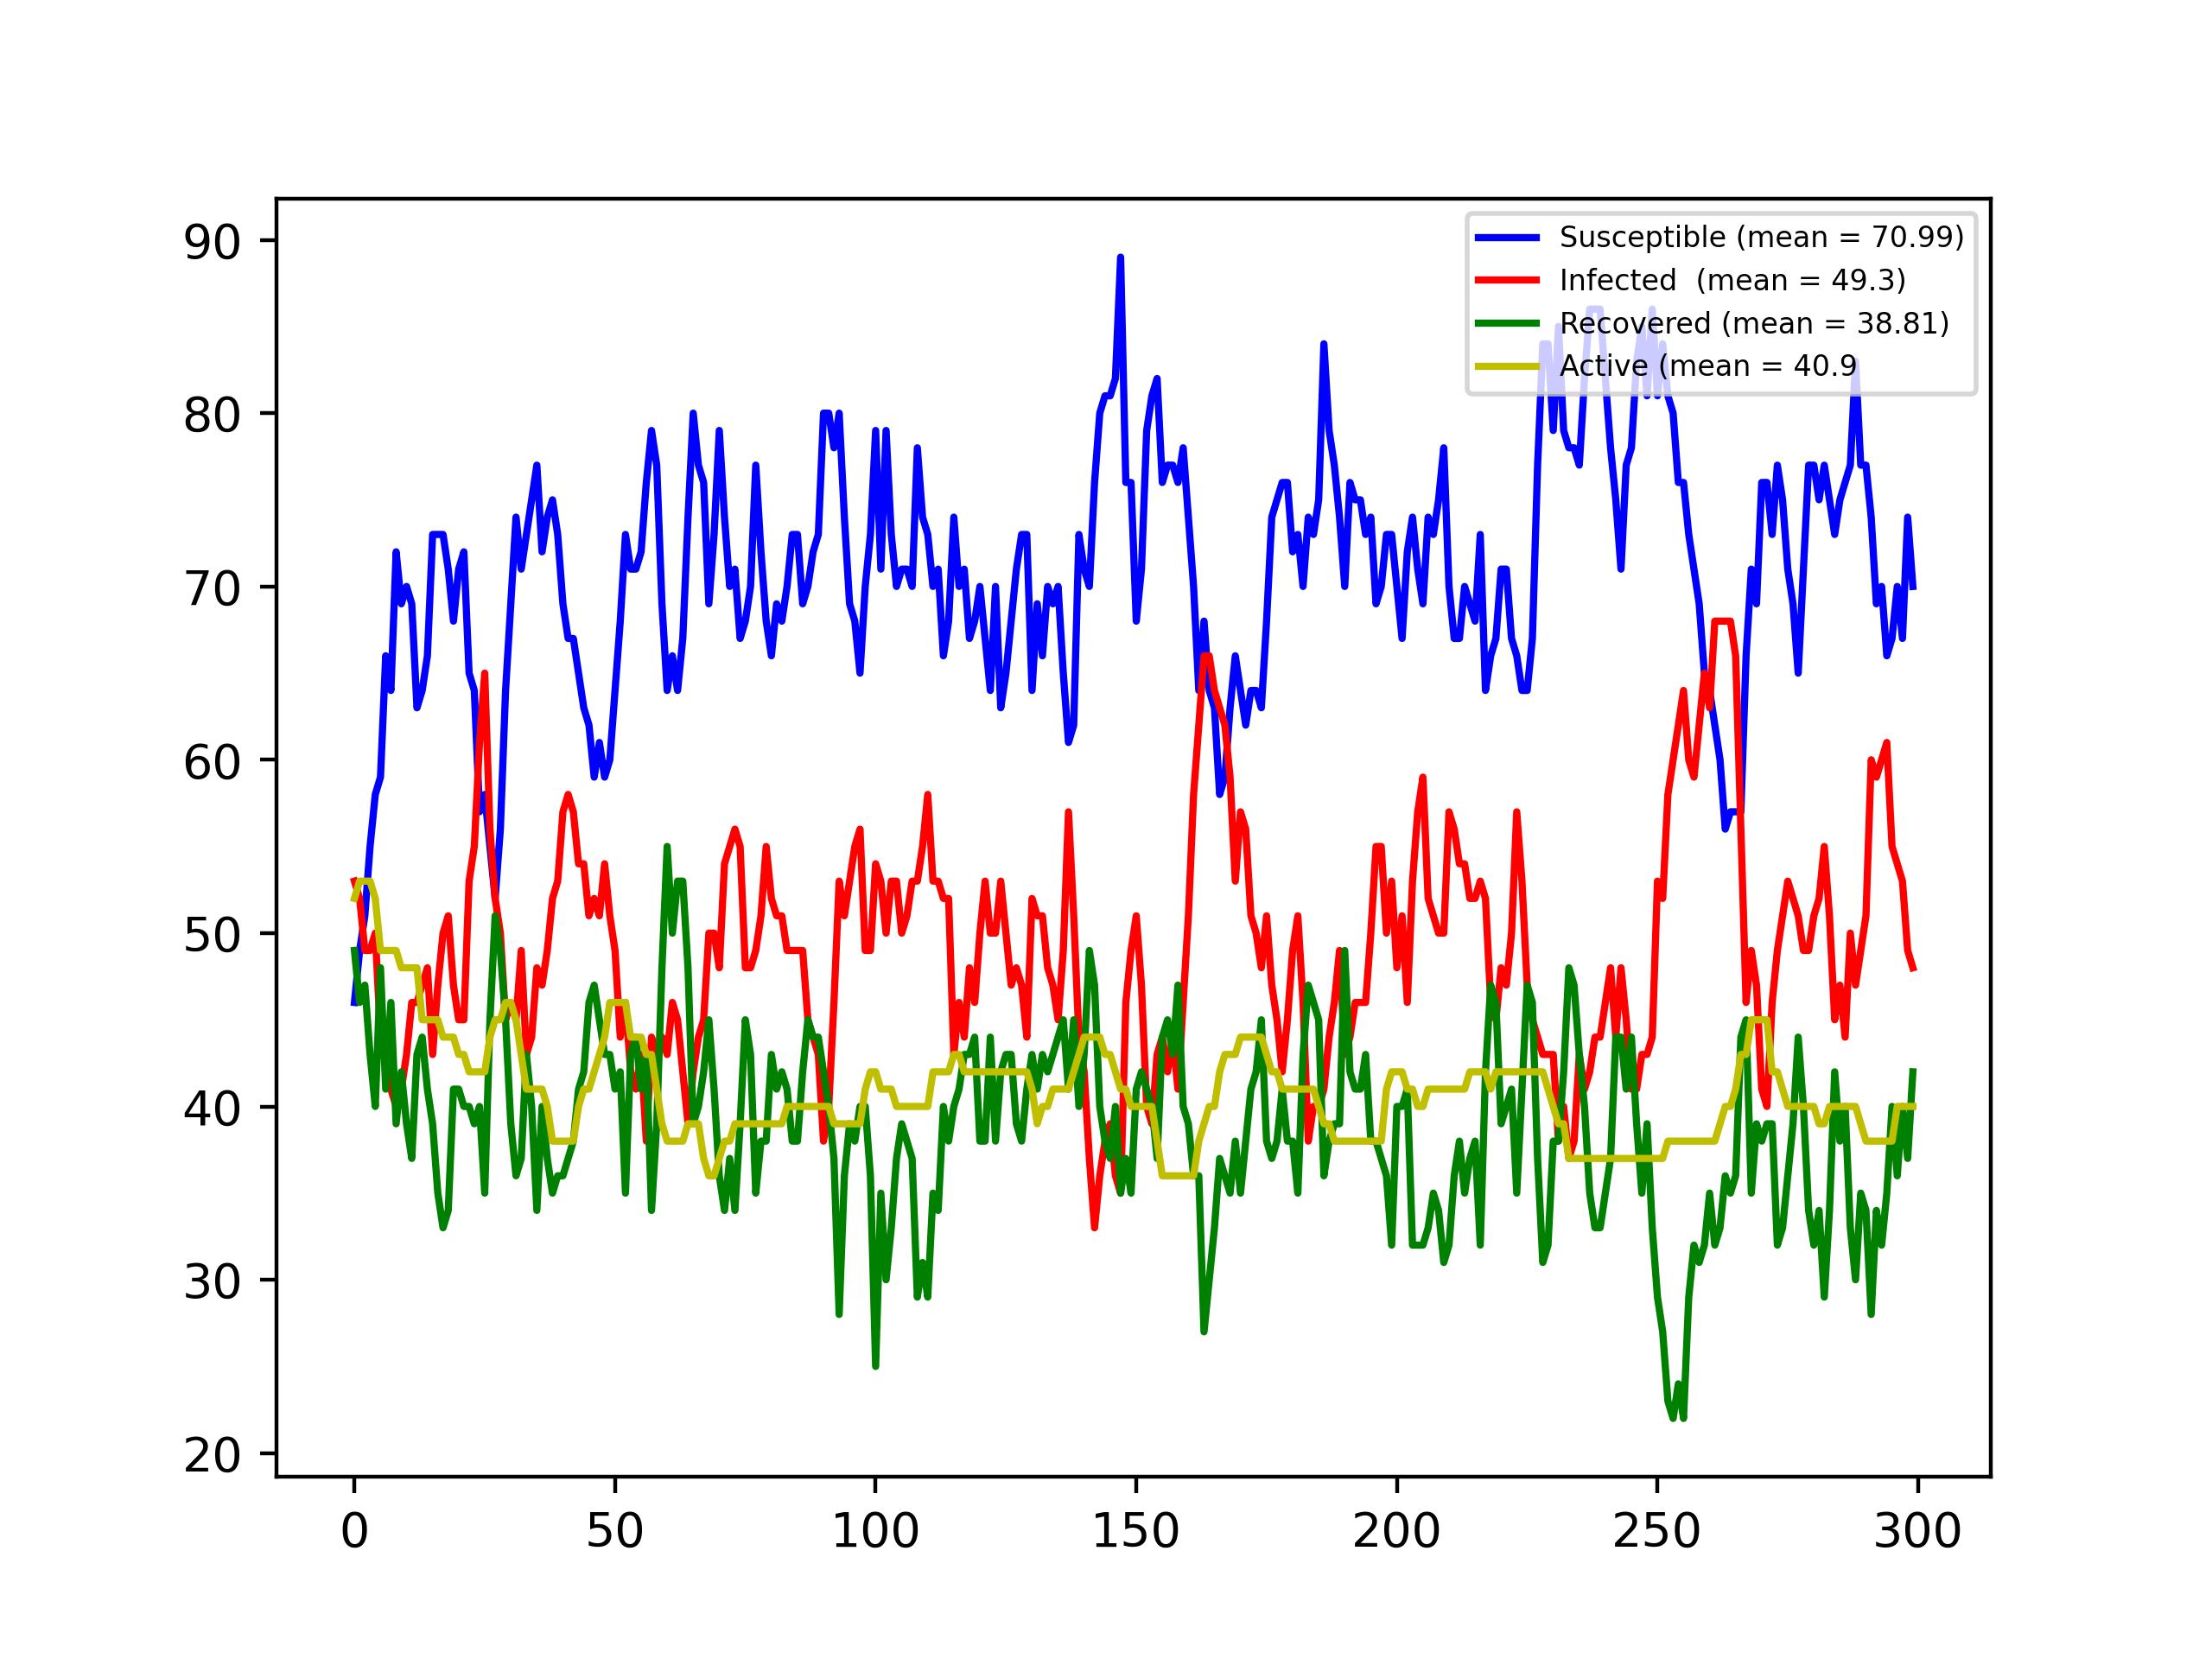 90
80
70
60
50
40
30
20
0 50 100 150 200 250 300
Susceptible (mean = 70.99)
Infected  (mean = 49.3)
Recovered (mean = 38.81)
Active (mean = 40.9